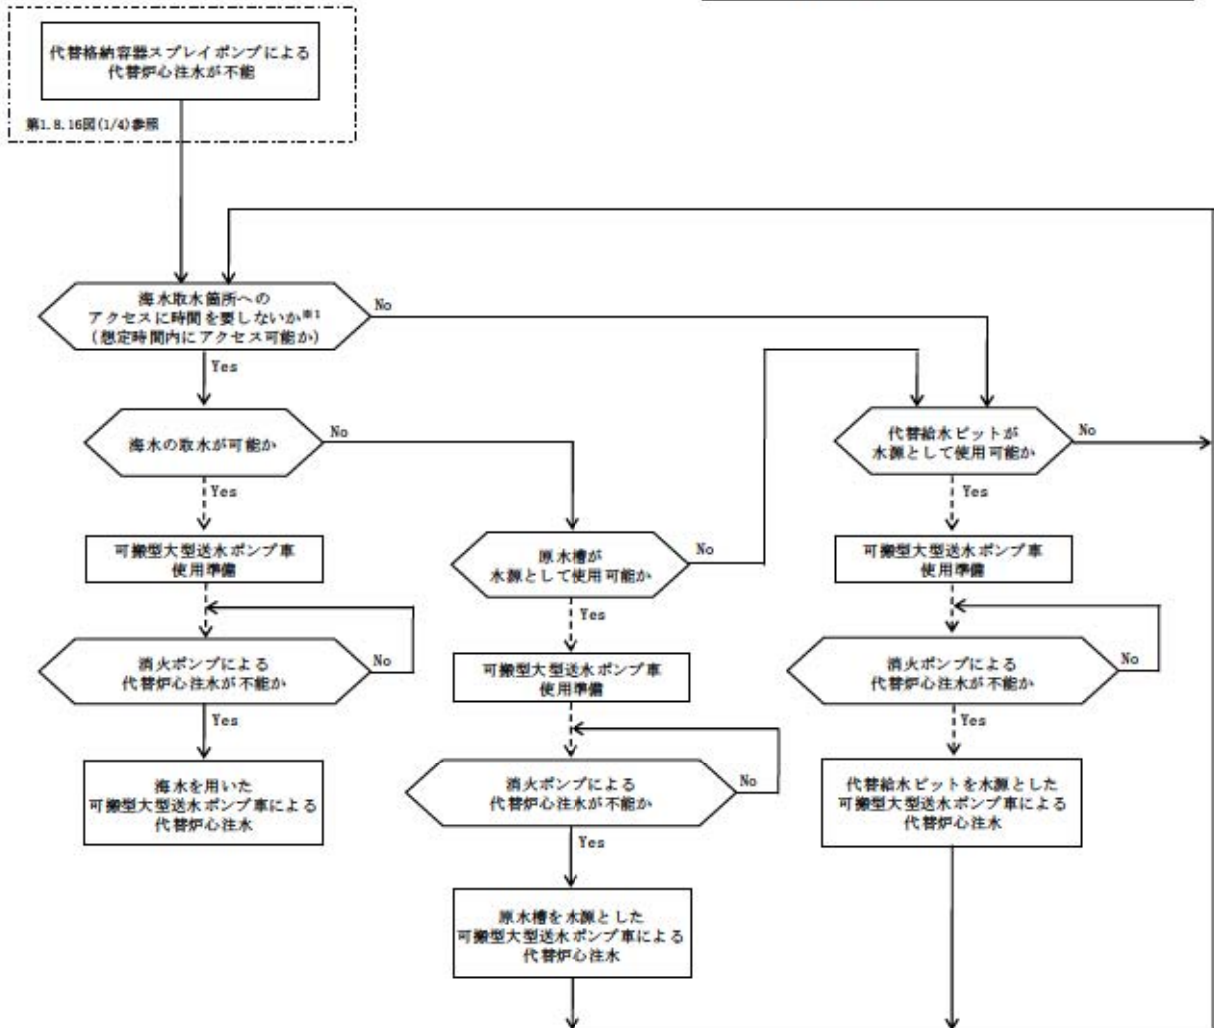 代替格納容器スプレイポンプによる
代替炉心注水が不能
第1.8.16図(1/4)参照
海水取水箇所への
アクセスに時間を要しないか※1
(想定時間内にアクセス可能か)
No
Yes
海水の取水が可能か
No
Yes
代替給水ピットが
水源として使用可能か
No
Yes
可搬型大型送水ポンプ車
使用準備
原水槽が
水源として使用可能か
No
Yes
可搬型大型送水ポンプ車
使用準備
消火ポンプによる
代替炉心注水が不能か
No
Yes
可搬型大型送水ポンプ車
使用準備
消火ポンプによる
代替炉心注水が不能か
No
Yes
海水を用いた
可搬型大型送水ポンプ車による
代替炉心注水
消火ポンプによる
代替炉心注水が不能か
No
Yes
代替給水ピットを水源とした
可搬型大型送水ポンプ車による
代替炉心注水
原水槽を水源とした
可搬型大型送水ポンプ車による
代替炉心注水